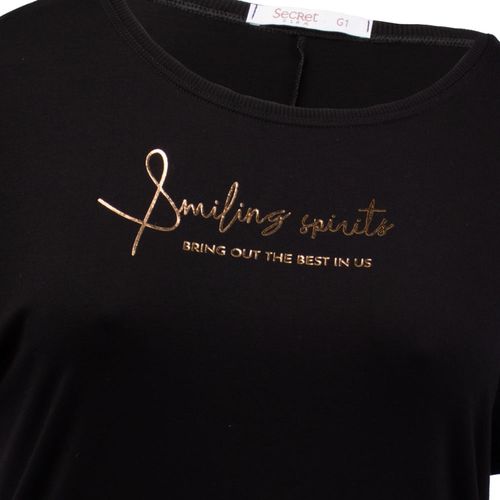 Secret
G1
Smiling spirits
BRING OUT THE BEST IN US